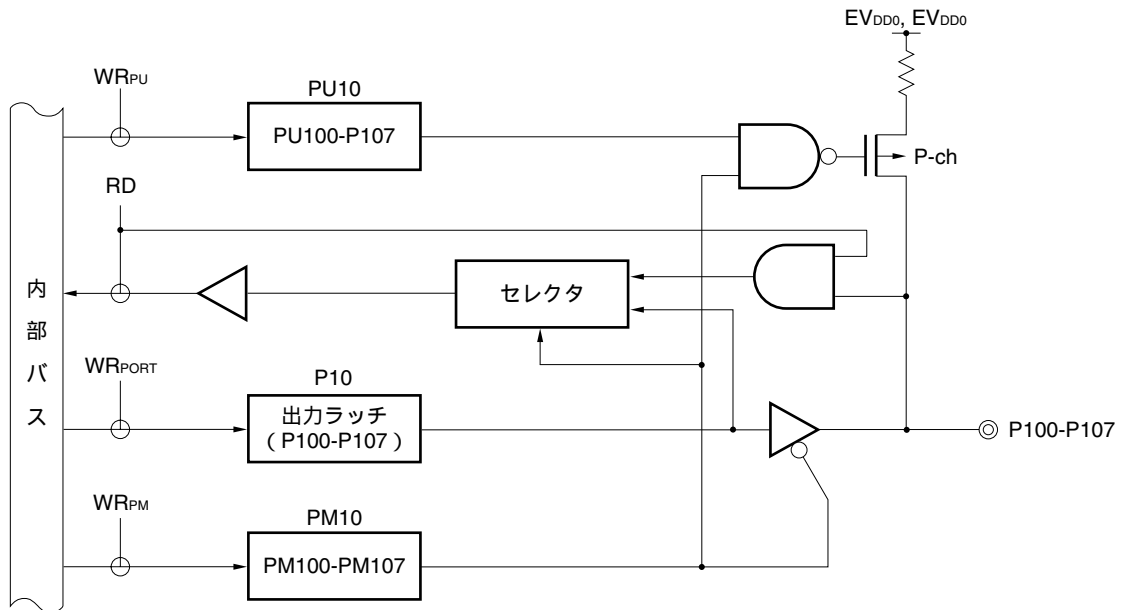 EVDD0, EVDD0
WRPU
PU10
PU100-P107
P-ch
RD
内部バス
セレクタ
WRPORT
P10
出力ラッチ
（P100-P107）
P100-P107
WRPM
PM10
PM100-PM107